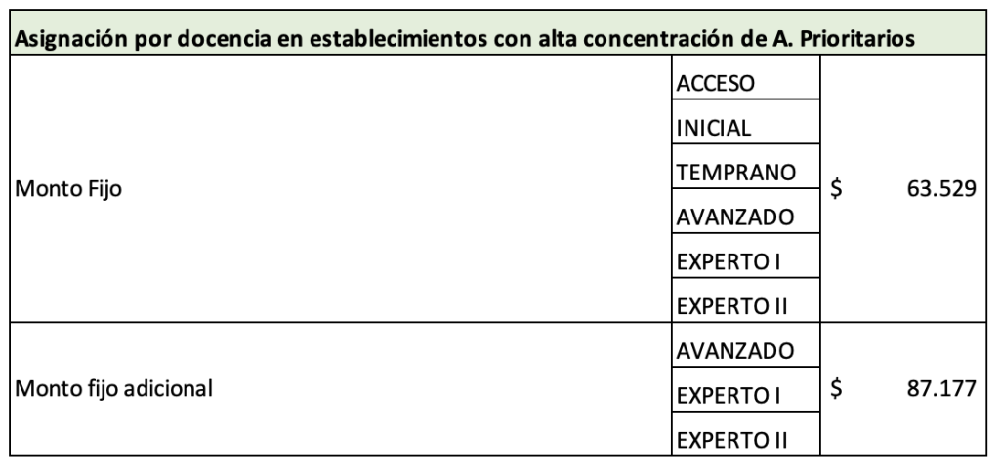 Asignación por docencia en establecimientos con alta concentración de A. Prioritarios
Monto Fijo
ACCESO
INICIAL
TEMPRANO
AVANZADO
EXPERTO I
EXPERTO II
$ 63.529
Monto fijo adicional
AVANZADO
EXPERTO I
EXPERTO II
$ 87.177